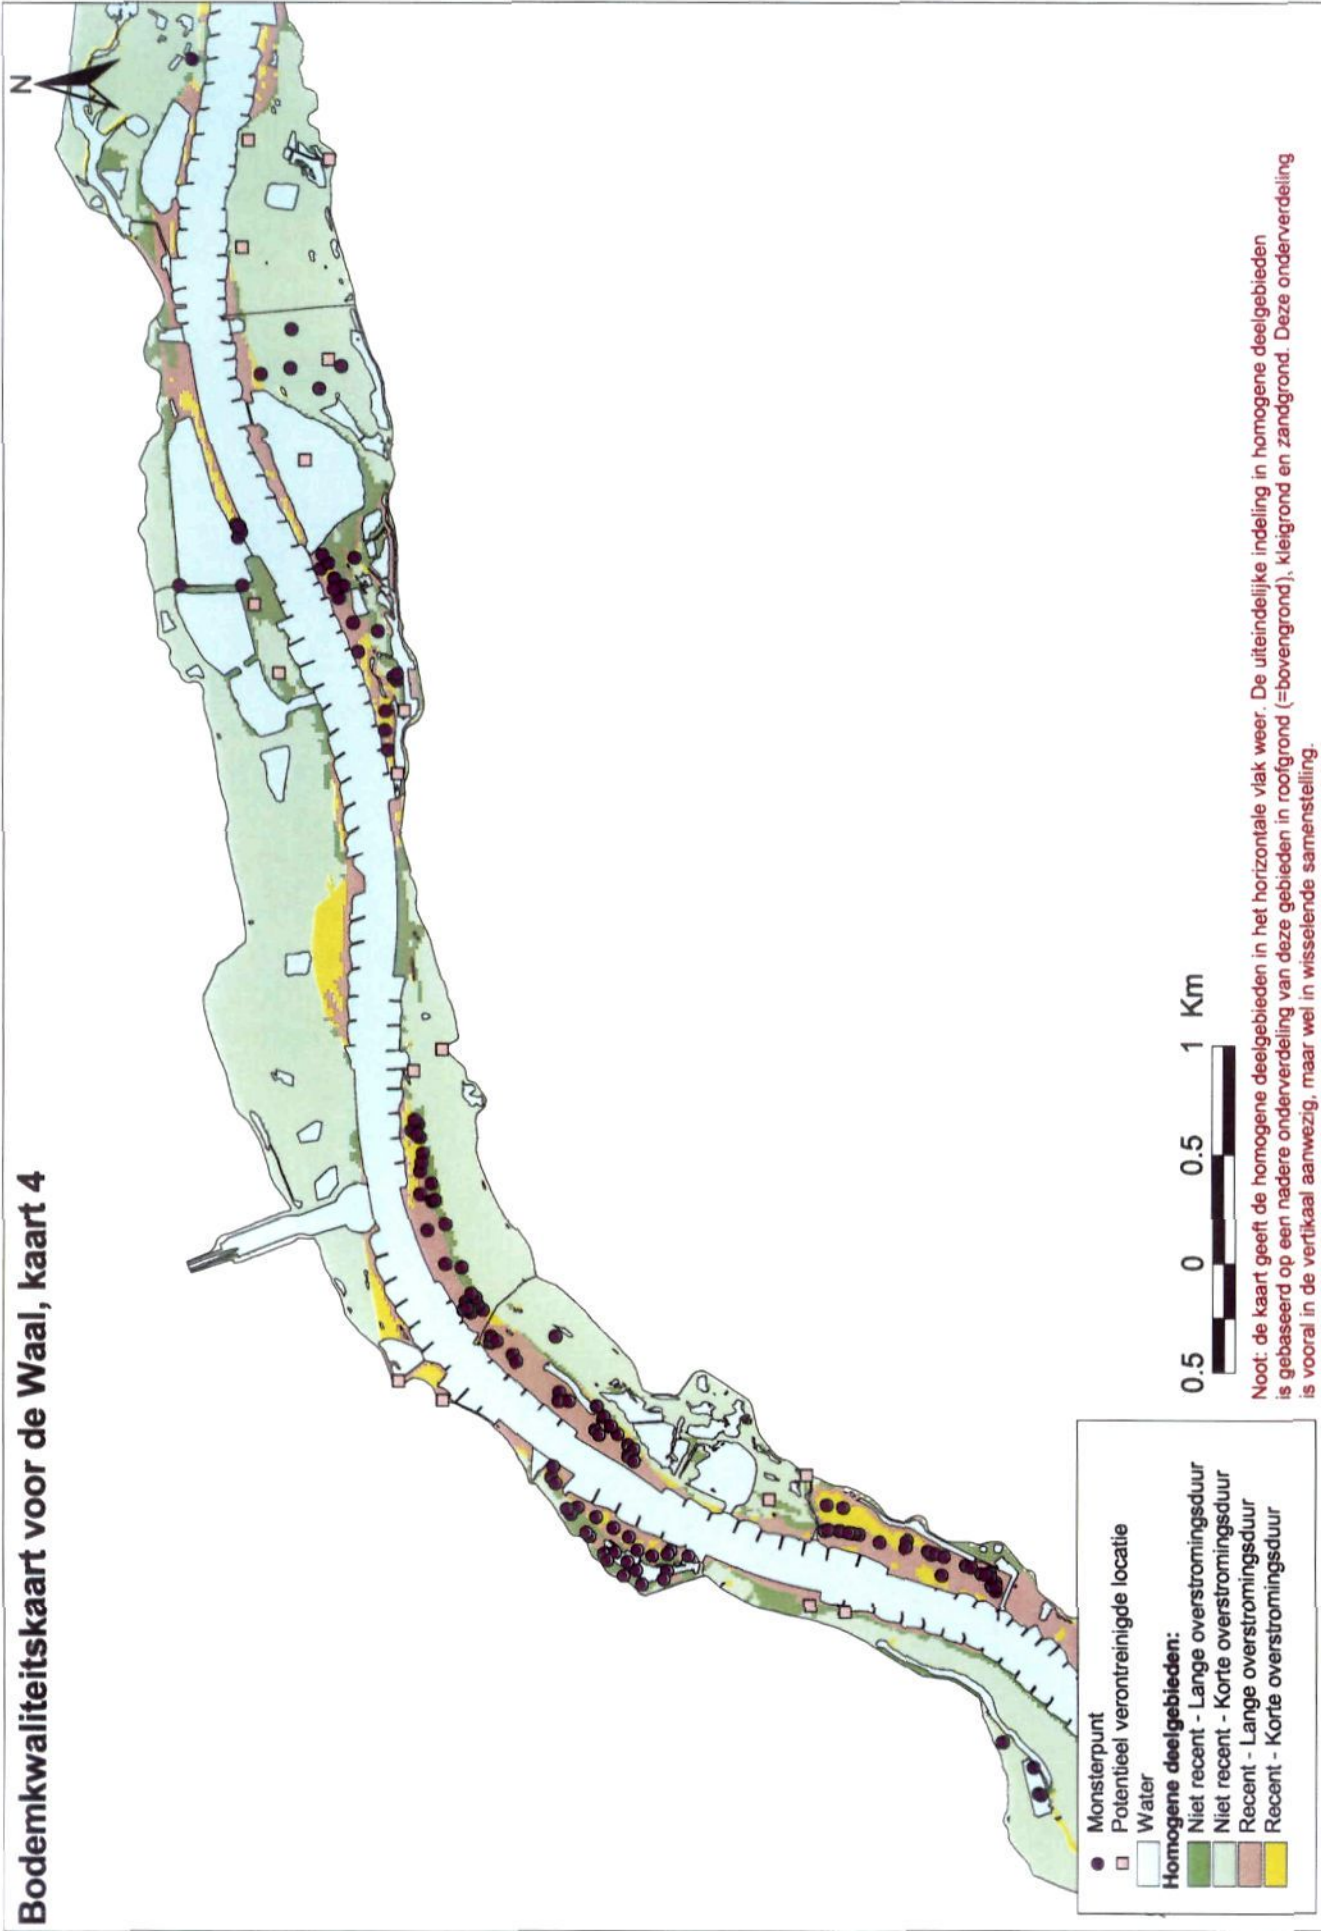 Bodemkwaliteitskaart voor de Waal, kaart 4
N
Monsterpunt
Potentieel verontreinigde locatie
Water
Homogene deelgebieden:
Niet recent - Lange overstromingsduur
Niet recent - Korte overstromingsduur
Recent - Lange overstromingsduur
Recent - Korte overstromingsduur
0.5 0 0.5 1 Km
Noot: de kaart geeft de homogene deelgebieden in het horizontale vlak weer. De uiteindelijke indeling in homogene deelgebieden
is gebaseerd op een nadere onderverdeling van deze gebieden in roofgrond (=bovengrond), kleigrond en zandgrond. Deze onderverdeling
is vooral in de vertikaal aanwezig, maar wel in wisselende samenstelling.